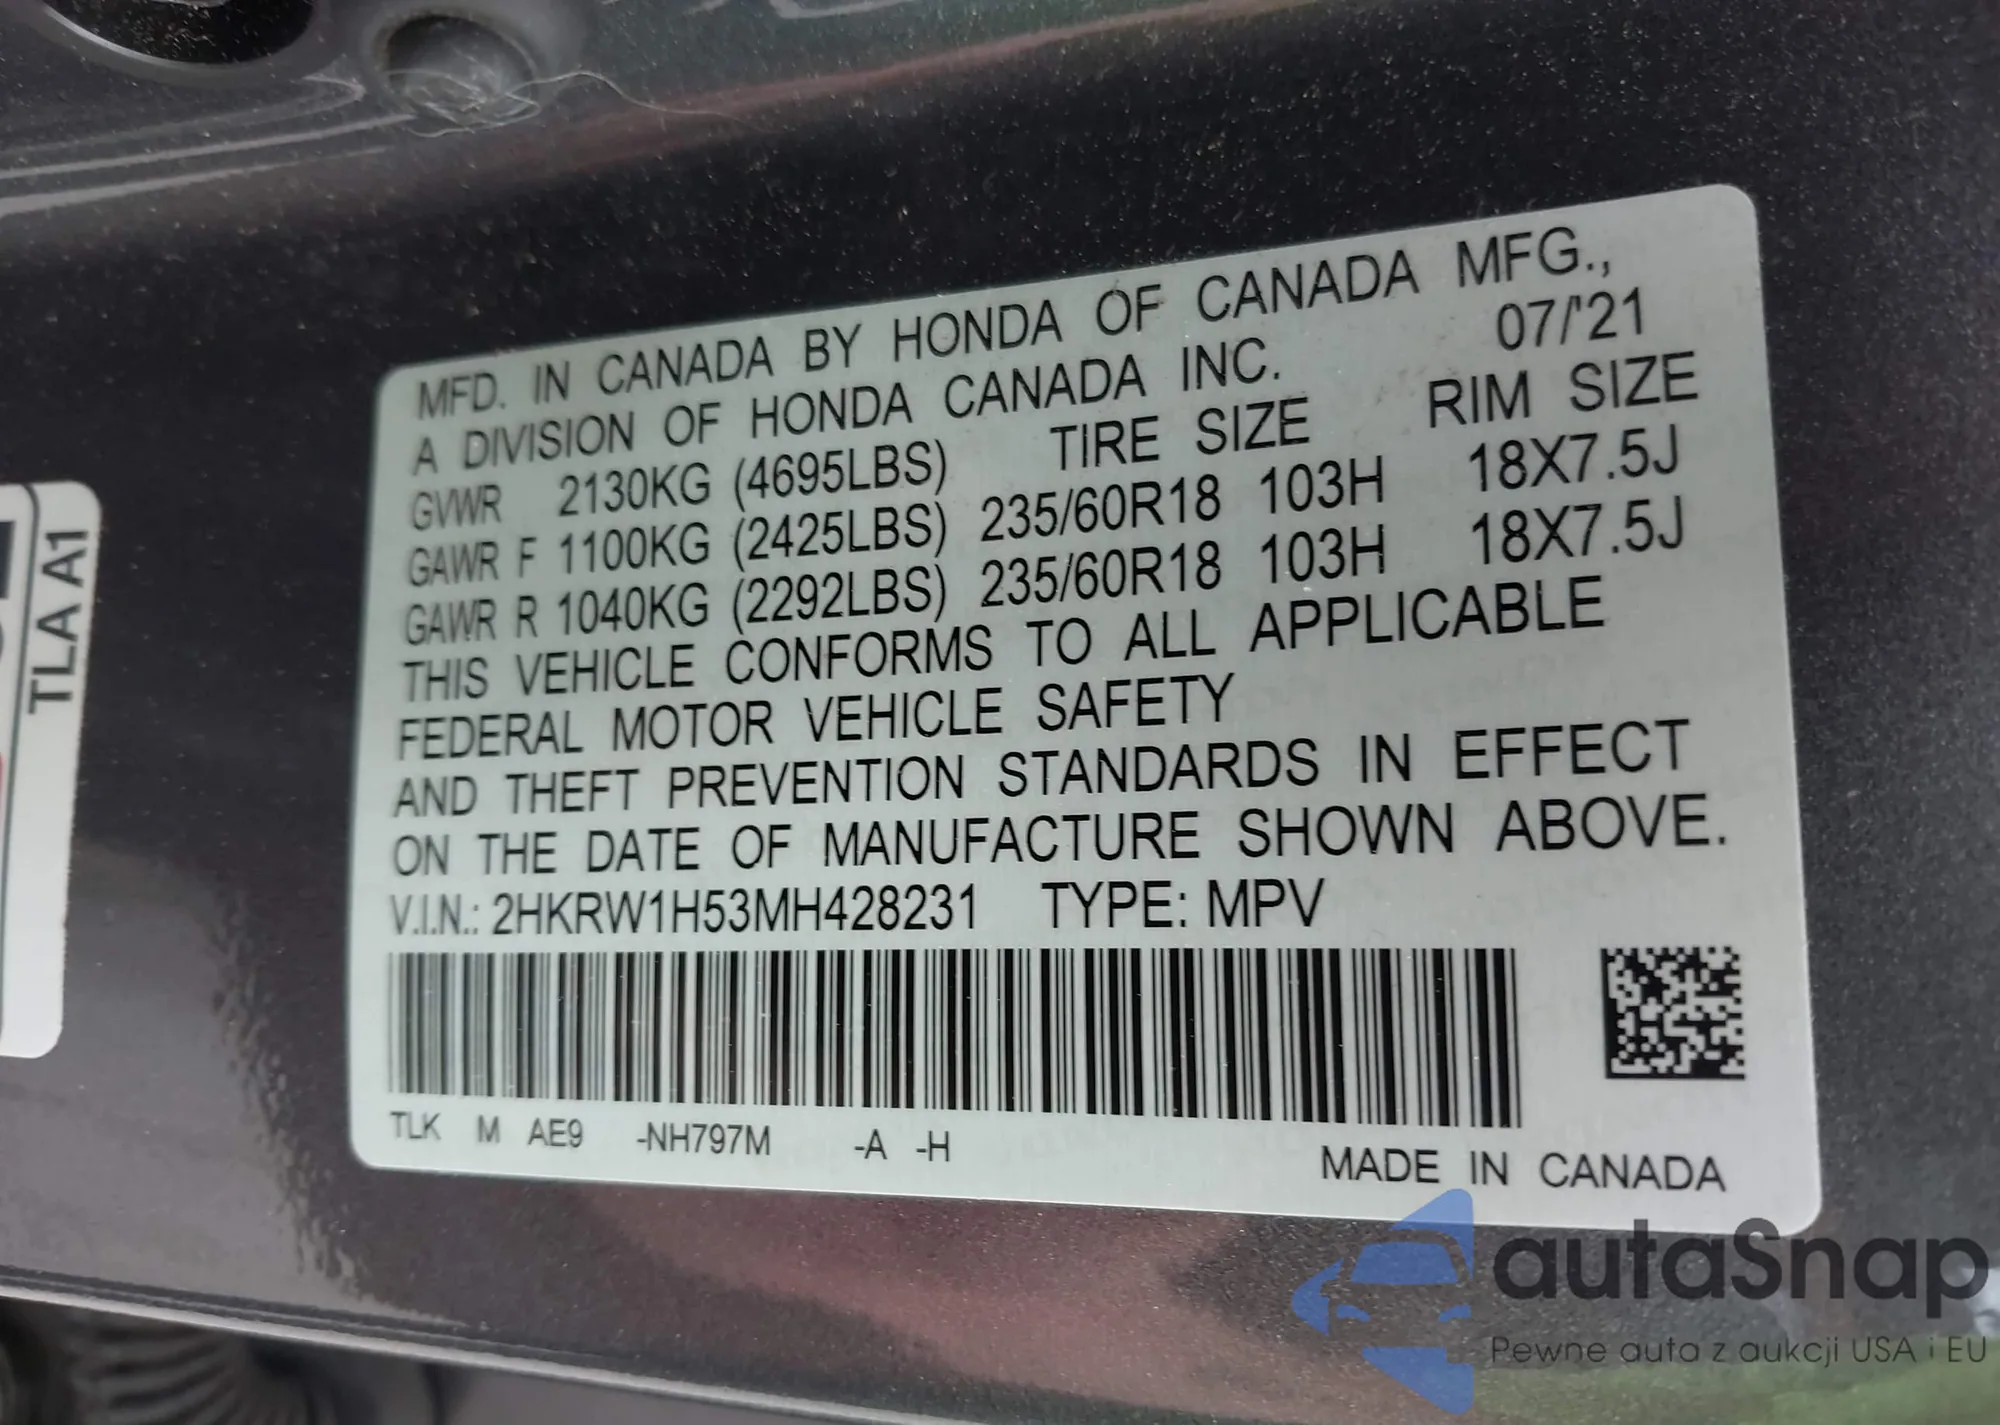 MFD. IN CANADA BY HONDA OF CANADA MFG.,
A DIVISION OF HONDA CANADA INC. 07/'21
GVWR 2130KG (4695LBS) TIRE SIZE RIM SIZE
GAWR F 1100KG (2425LBS) 235/60R18 103H 18X7.5J
GAWR R 1040KG (2292LBS) 235/60R18 103H 18X7.5J
THIS VEHICLE CONFORMS TO ALL APPLICABLE
FEDERAL MOTOR VEHICLE SAFETY
AND THEFT PREVENTION STANDARDS IN EFFECT
ON THE DATE OF MANUFACTURE SHOWN ABOVE.
V.I.N.: 2HKRW1H53MH428231 TYPE: MPV
TLK M AE9 -NH797M -A -H
MADE IN CANADA
TLA A1
autaSnap
Pewne auta z aukcji USA i EU